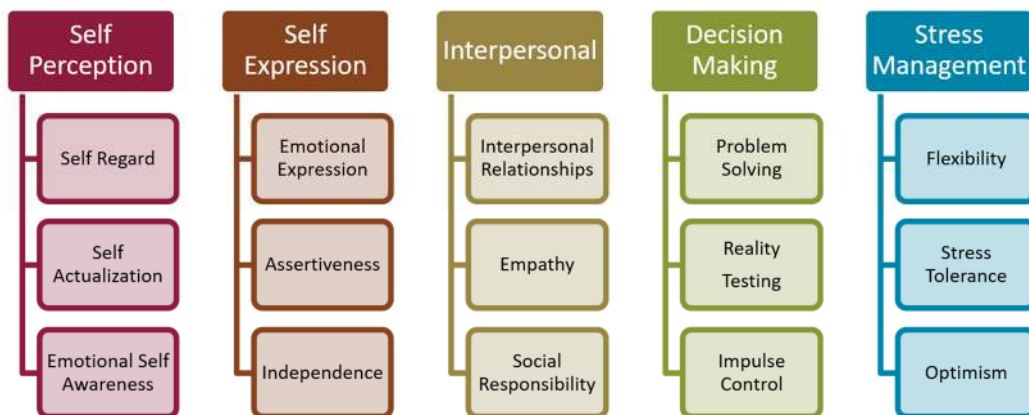 Self
Perception
Self Regard
Self
Actualization
Emotional Self
Awareness
Self
Expression
Emotional
Expression
Assertiveness
Independence
Interpersonal
Interpersonal
Relationships
Empathy
Social
Responsibility
Decision
Making
Problem
Solving
Reality
Testing
Impulse
Control
Stress
Management
Flexibility
Stress
Tolerance
Optimism